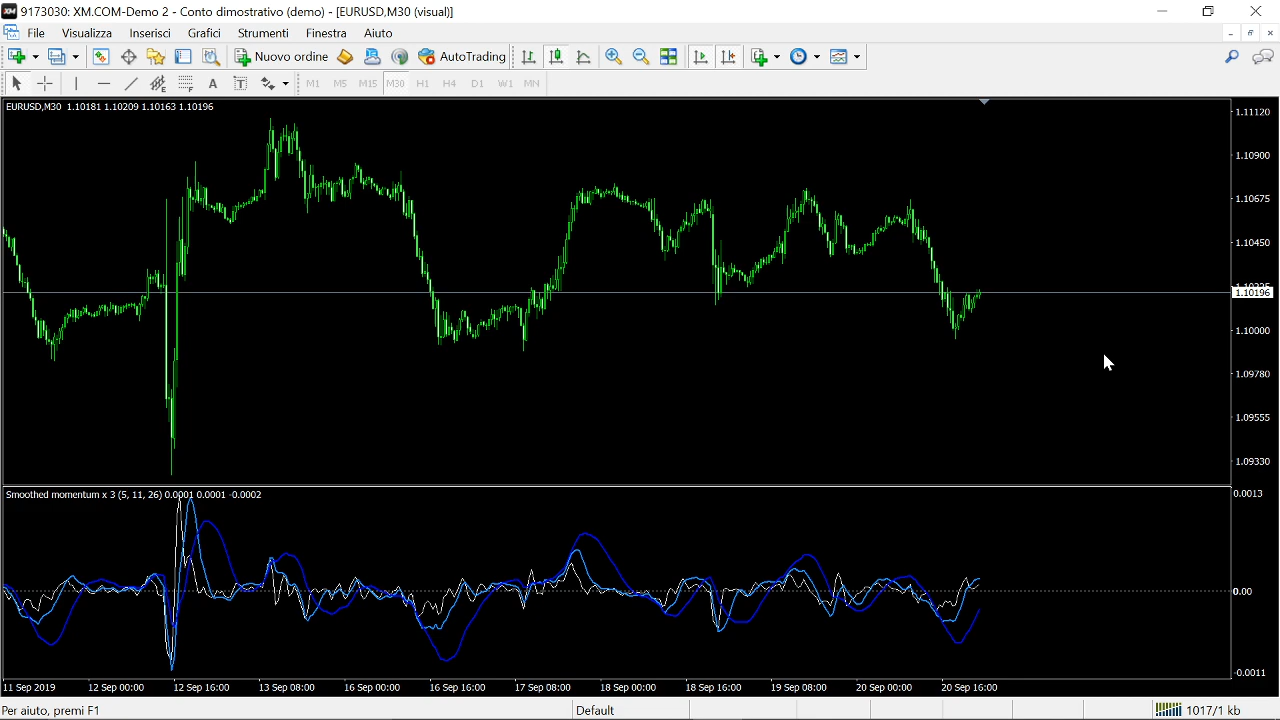 9173030: XM.COM-Demo 2 - Conto dimostrativo (demo) - [EURUSD,M30 (visual)]
File Visualizza Inserisci Grafici Strumenti Finestra Aiuto
Nuovo ordine AutoTrading
A T M1 M5 M15 M30 H1 H4 D1 W1 MN
EURUSD,M30 1.10181 1.10209 1.10163 1.10196
1.11120
1.10900
1.10675
1.10450
1.10196
1.10000
1.09780
1.09555
1.09330
Smoothed momentum x 3 (5, 11, 26) 0.0001 0.0001 -0.0002
0.0013
0.00
-0.0011
11 Sep 2019 12 Sep 00:00 12 Sep 16:00 13 Sep 08:00 16 Sep 00:00 16 Sep 16:00 17 Sep 08:00 18 Sep 00:00 18 Sep 16:00 19 Sep 08:00 20 Sep 00:00 20 Sep 16:00
Per aiuto, premi F1 Default 1017/1 kb